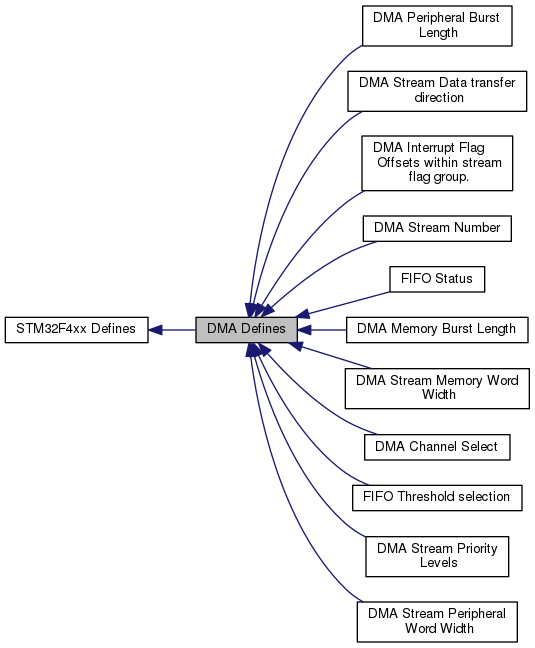 DMA Peripheral Burst
Length
DMA Stream Data transfer
direction
DMA Interrupt Flag
Offsets within stream
flag group.
DMA Stream Number
FIFO Status
STM32F4xx Defines
DMA Defines
DMA Memory Burst Length
DMA Stream Memory Word
Width
DMA Channel Select
FIFO Threshold selection
DMA Stream Priority
Levels
DMA Stream Peripheral
Word Width